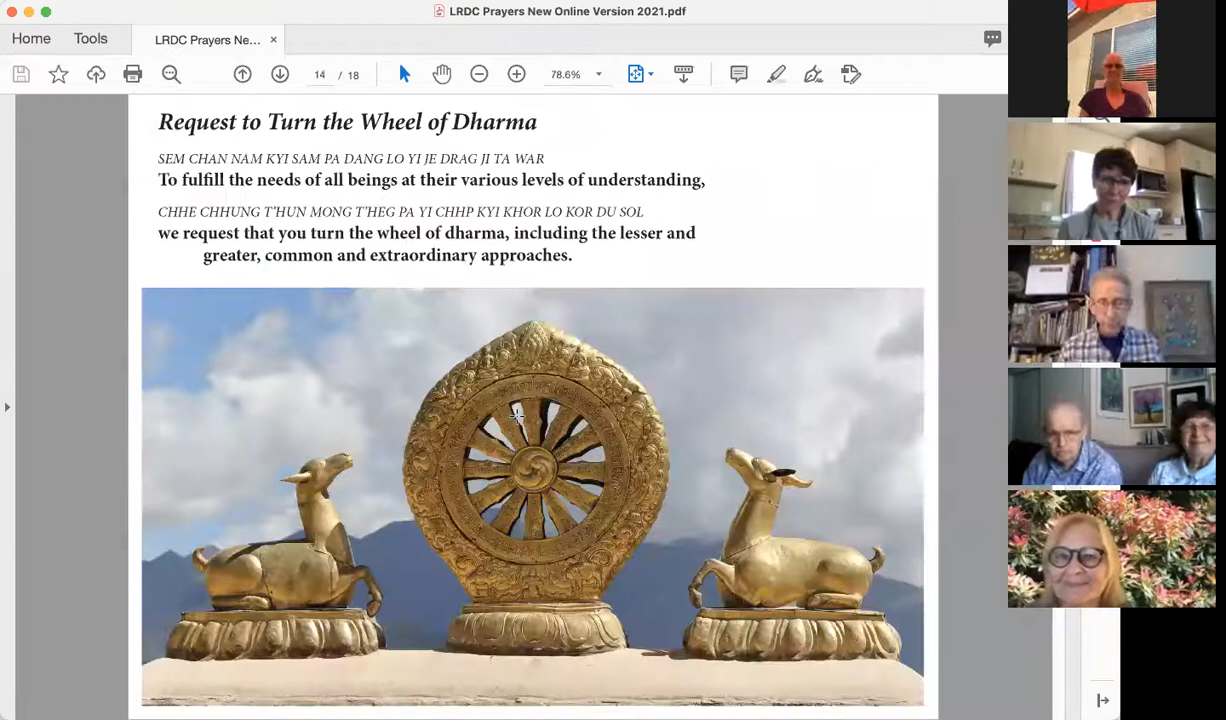 LRDC Prayers New Online Version 2021.pdf
Home
Tools
LRDC Prayers Ne... ×
14 / 18
78.6%
Request to Turn the Wheel of Dharma
SEM CHAN NAM KYI SAM PA DANG LO YI JE DRAG JI TA WAR
To fulfill the needs of all beings at their various levels of understanding,
CHHE CHHUNG T'HUN MONG T'HEG PA YI CHHP KYI KHOR LO KOR DU SOL
we request that you turn the wheel of dharma, including the lesser and
greater, common and extraordinary approaches.